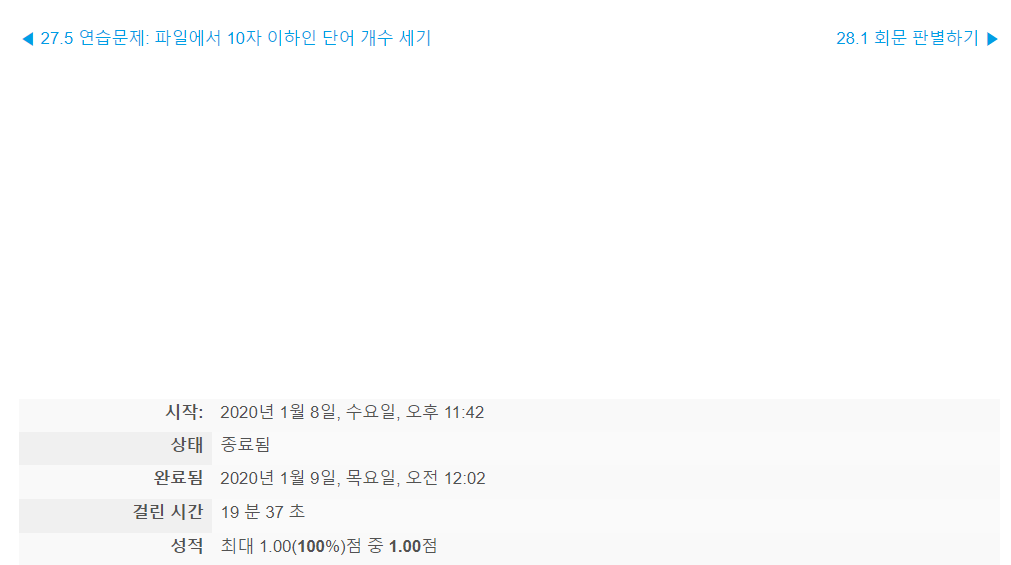 ◀ 27.5 연습문제: 파일에서 10자 이하인 단어 개수 세기
28.1 회문 판별하기 ▶
시작: 2020년 1월 8일, 수요일, 오후 11:42
상태 종료됨
완료됨 2020년 1월 9일, 목요일, 오전 12:02
걸린 시간 19 분 37 초
성적 최대 1.00(100%)점 중 1.00점